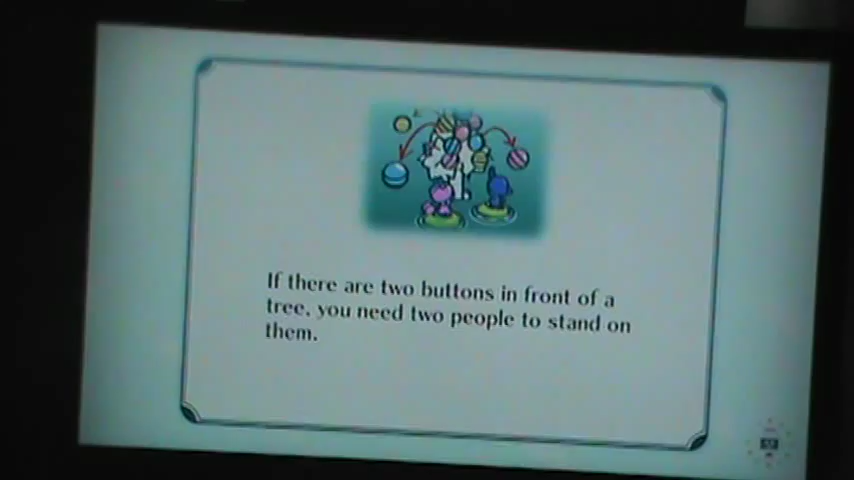 If there are two buttons in front of a
tree, you need two people to stand on
them.